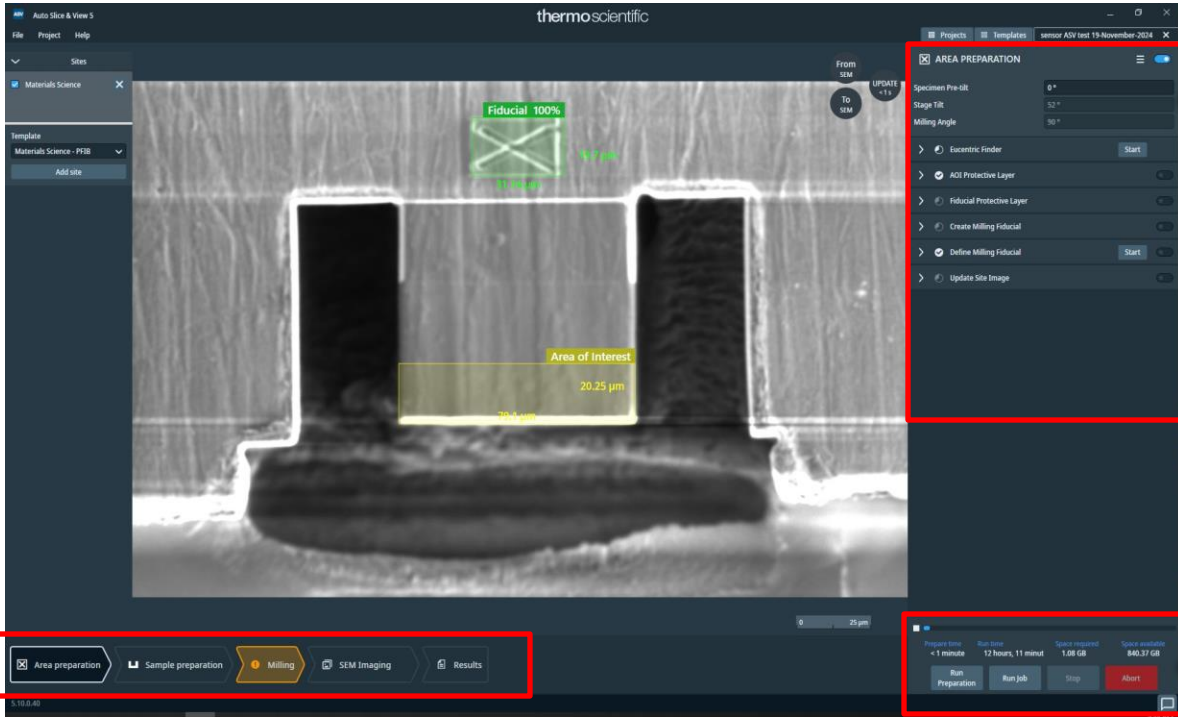 ASV Auto Slice & View 5
thermo scientific
File Project Help
Projects Templates sensor ASV test 19-November-2024
Sites
Materials Science
Template
Materials Science - PFIB
Add site
From
SEM
To
SEM
UPDATE
<1 s
Fiducial 100%
Area of Interest
20.25 µm
0 25 µm
AREA PREPARATION
Specimen Pre-tilt 0 °
Stage Tilt 52 °
Milling Angle 90 °
Eucentric Finder Start
AOI Protective Layer
Fiducial Protective Layer
Create Milling Fiducial
Define Milling Fiducial Start
Update Site Image
Area preparation Sample preparation Milling SEM Imaging Results
Prepare time Run time Space required Space available
< 1 minute 12 hours, 11 minut 1.08 GB 840.37 GB
Run Preparation Run Job Stop Abort
5.10.0.40